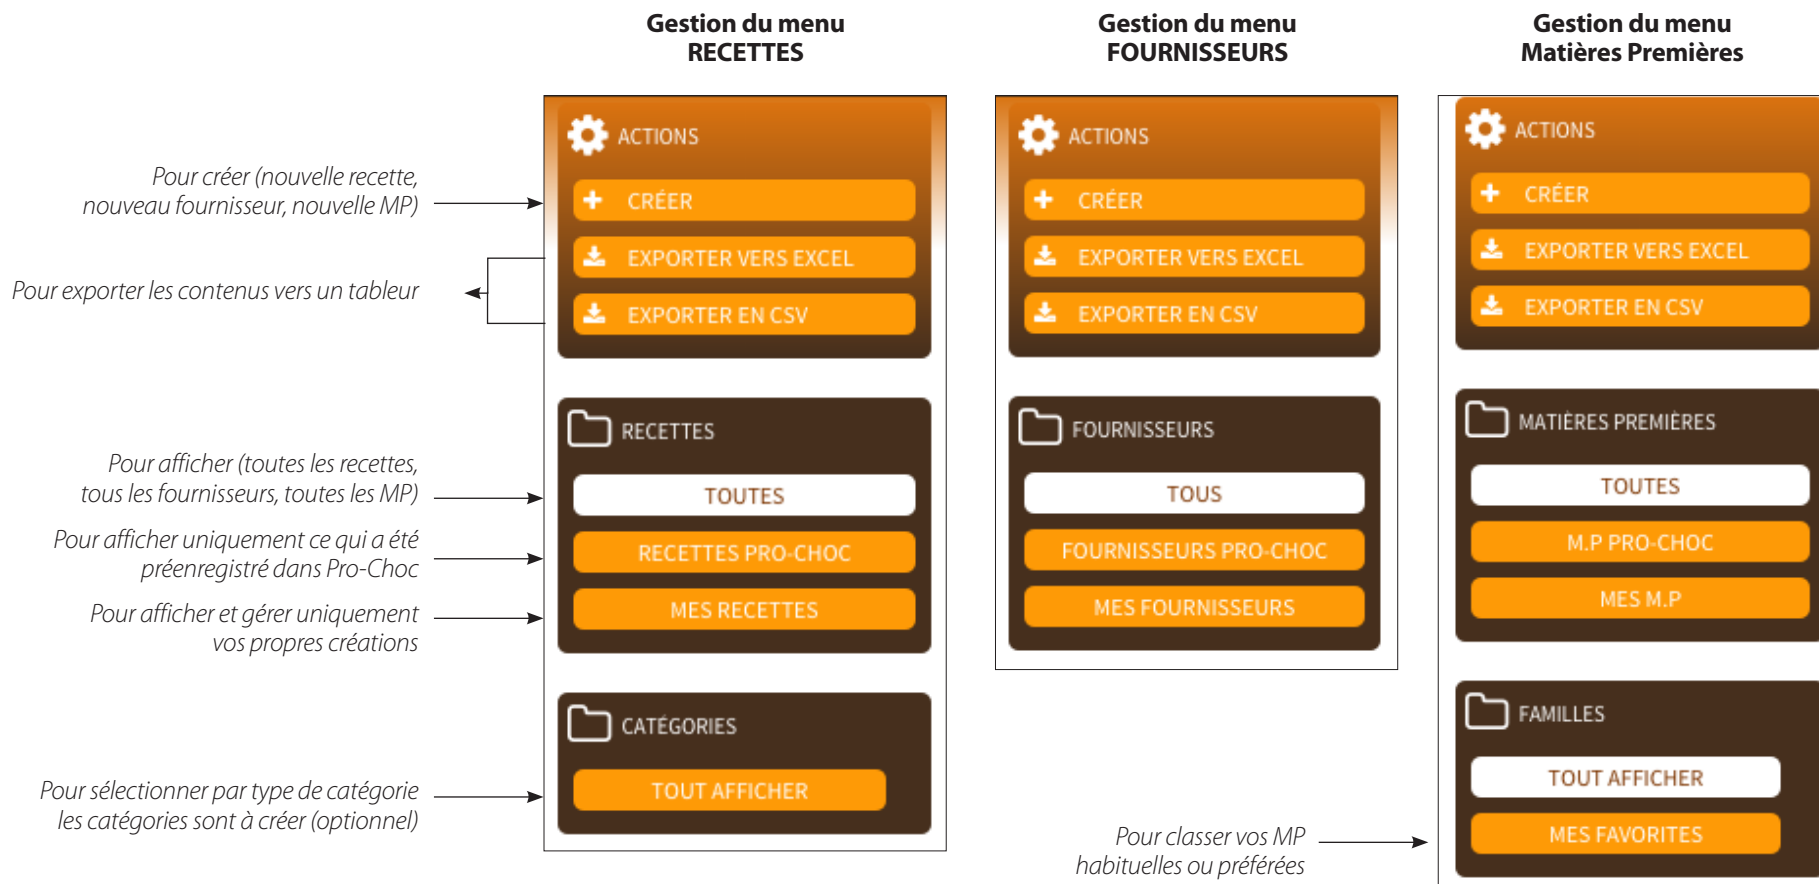 Gestion du menu
RECETTES
Gestion du menu
FOURNISSEURS
Gestion du menu
Matières Premières
Pour créer (nouvelle recette,
nouveau fournisseur, nouvelle MP)
Pour exporter les contenus vers un tableur
Pour afficher (toutes les recettes,
tous les fournisseurs, toutes les MP)
Pour afficher uniquement ce qui a été
préenregistré dans Pro-Choc
Pour afficher et gérer uniquement
vos propres créations
Pour sélectionner par type de catégorie
les catégories sont à créer (optionnel)
ACTIONS
CRÉER
EXPORTER VERS EXCEL
EXPORTER EN CSV
RECETTES
TOUTES
RECETTES PRO-CHOC
MES RECETTES
CATÉGORIES
TOUT AFFICHER
ACTIONS
CRÉER
EXPORTER VERS EXCEL
EXPORTER EN CSV
FOURNISSEURS
TOUS
FOURNISSEURS PRO-CHOC
MES FOURNISSEURS
Pour classer vos MP
habituelles ou préférées
ACTIONS
CRÉER
EXPORTER VERS EXCEL
EXPORTER EN CSV
MATIÈRES PREMIÈRES
TOUTES
M.P PRO-CHOC
MES M.P
FAMILLES
TOUT AFFICHER
MES FAVORITES